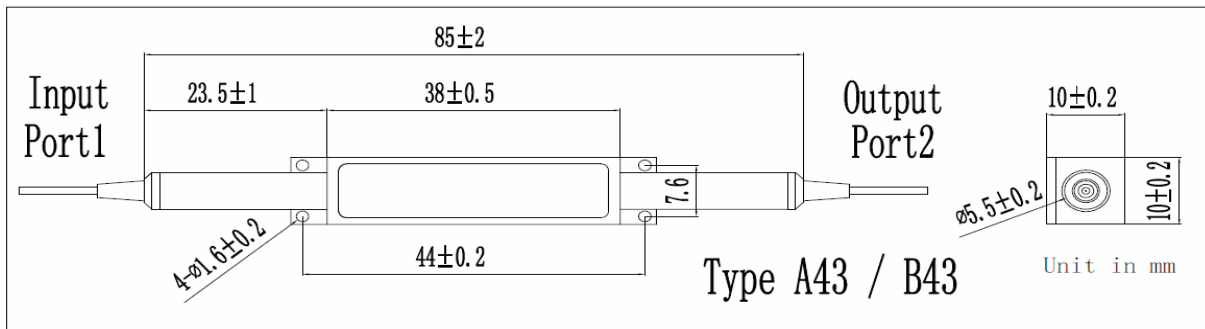 85±2
23.5±1
38±0.5
Input
Port1
Output
Port2
10±0.2
7.6
10±0.2
ø5.5±0.2
4-ø1.6±0.2
44±0.2
Type A43 / B43
Unit in mm